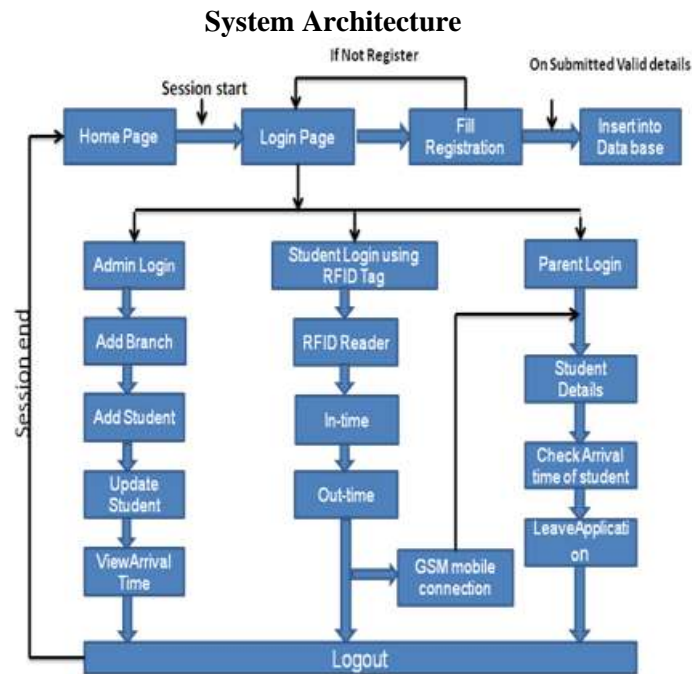 System Architecture
If Not Register
On Submitted Valid details
Session start
Home Page
Login Page
Fill
Registration
Insert into
Data base
Admin Login
Student Login using
RFID Tag
Parent Login
Add Branch
RFID Reader
Student
Details
Add Student
In-time
Check Arrival
time of student
Update
Student
Out-time
LeaveApplicati
on
ViewArrival
Time
GSM mobile
connection
Session end
Logout